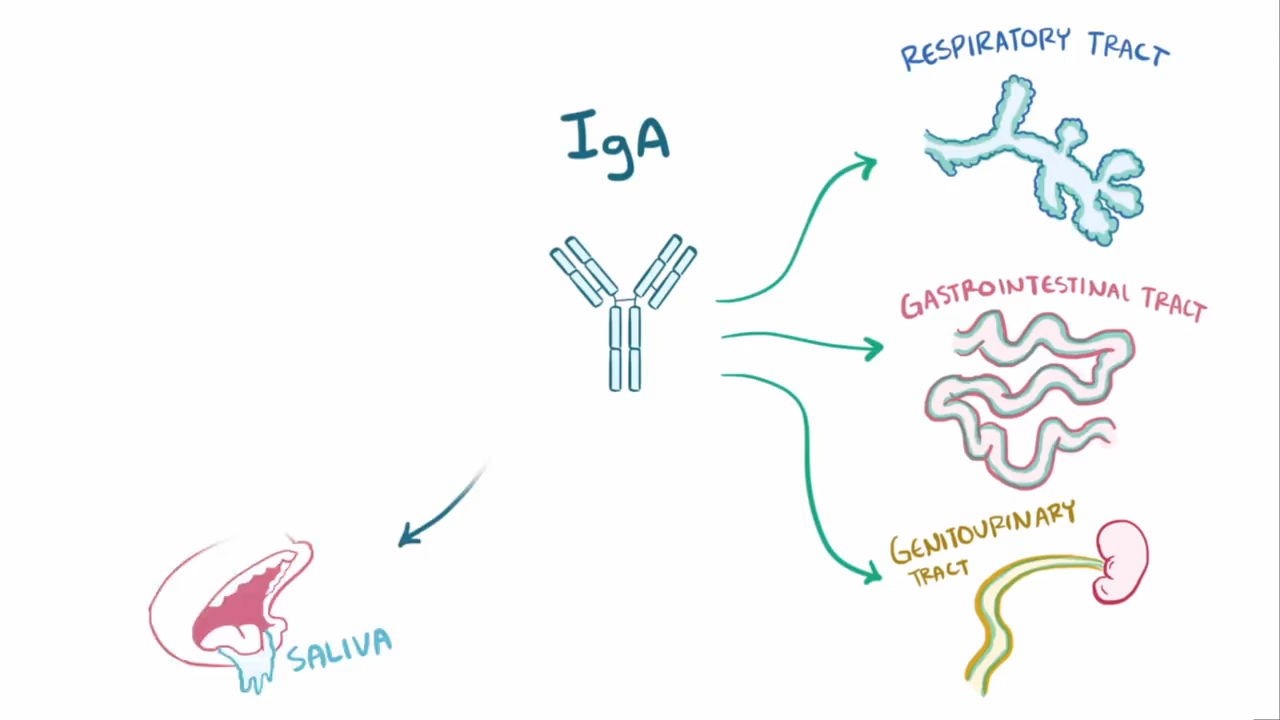 RESPIRATORY TRACT
IgA
GASTROINTESTINAL TRACT
GENITOURINARY
TRACT
SALIVA